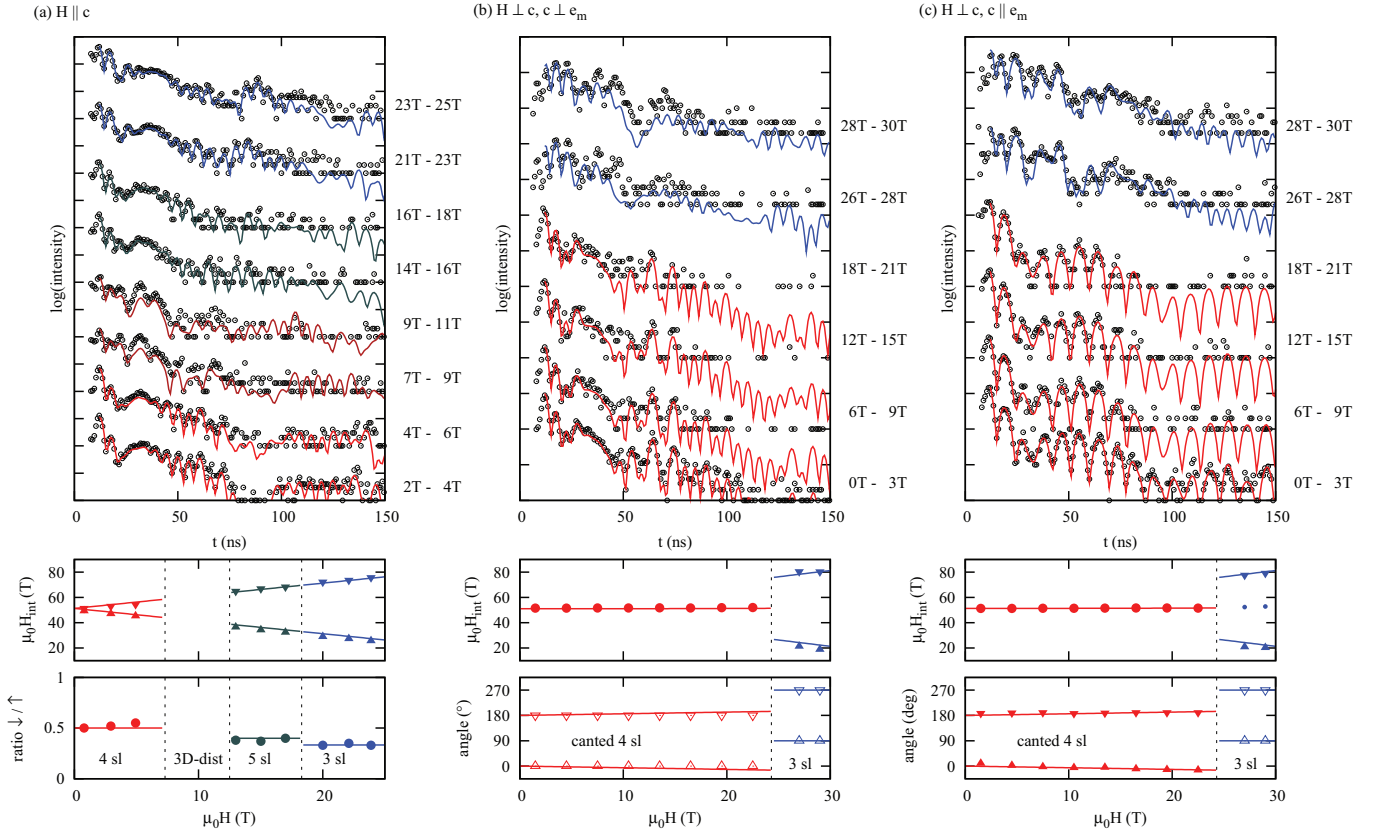 (a) H || c
log(intensity)
23T - 25T
21T - 23T
16T - 18T
14T - 16T
9T - 11T
7T - 9T
4T - 6T
2T - 4T
0 50 100 150
t (ns)
μ0Hint (T)
80
60
40
20
ratio ↓ / ↑
1
0.5
0
4 sl 3D-dist 5 sl 3 sl
0 10 20
μ0H (T)
(b) H ⊥ c, c ⊥ em
log(intensity)
28T - 30T
26T - 28T
18T - 21T
12T - 15T
6T - 9T
0T - 3T
0 50 100 150
t (ns)
μ0Hint (T)
80
60
40
20
angle (°)
270
180
90
0
canted 4 sl
3 sl
0 10 20 30
μ0H (T)
(c) H ⊥ c, c || em
log(intensity)
28T - 30T
26T - 28T
18T - 21T
12T - 15T
6T - 9T
0T - 3T
0 50 100 150
t (ns)
μ0Hint (T)
80
60
40
20
angle (deg)
270
180
90
0
canted 4 sl
3 sl
0 10 20 30
μ0H (T)